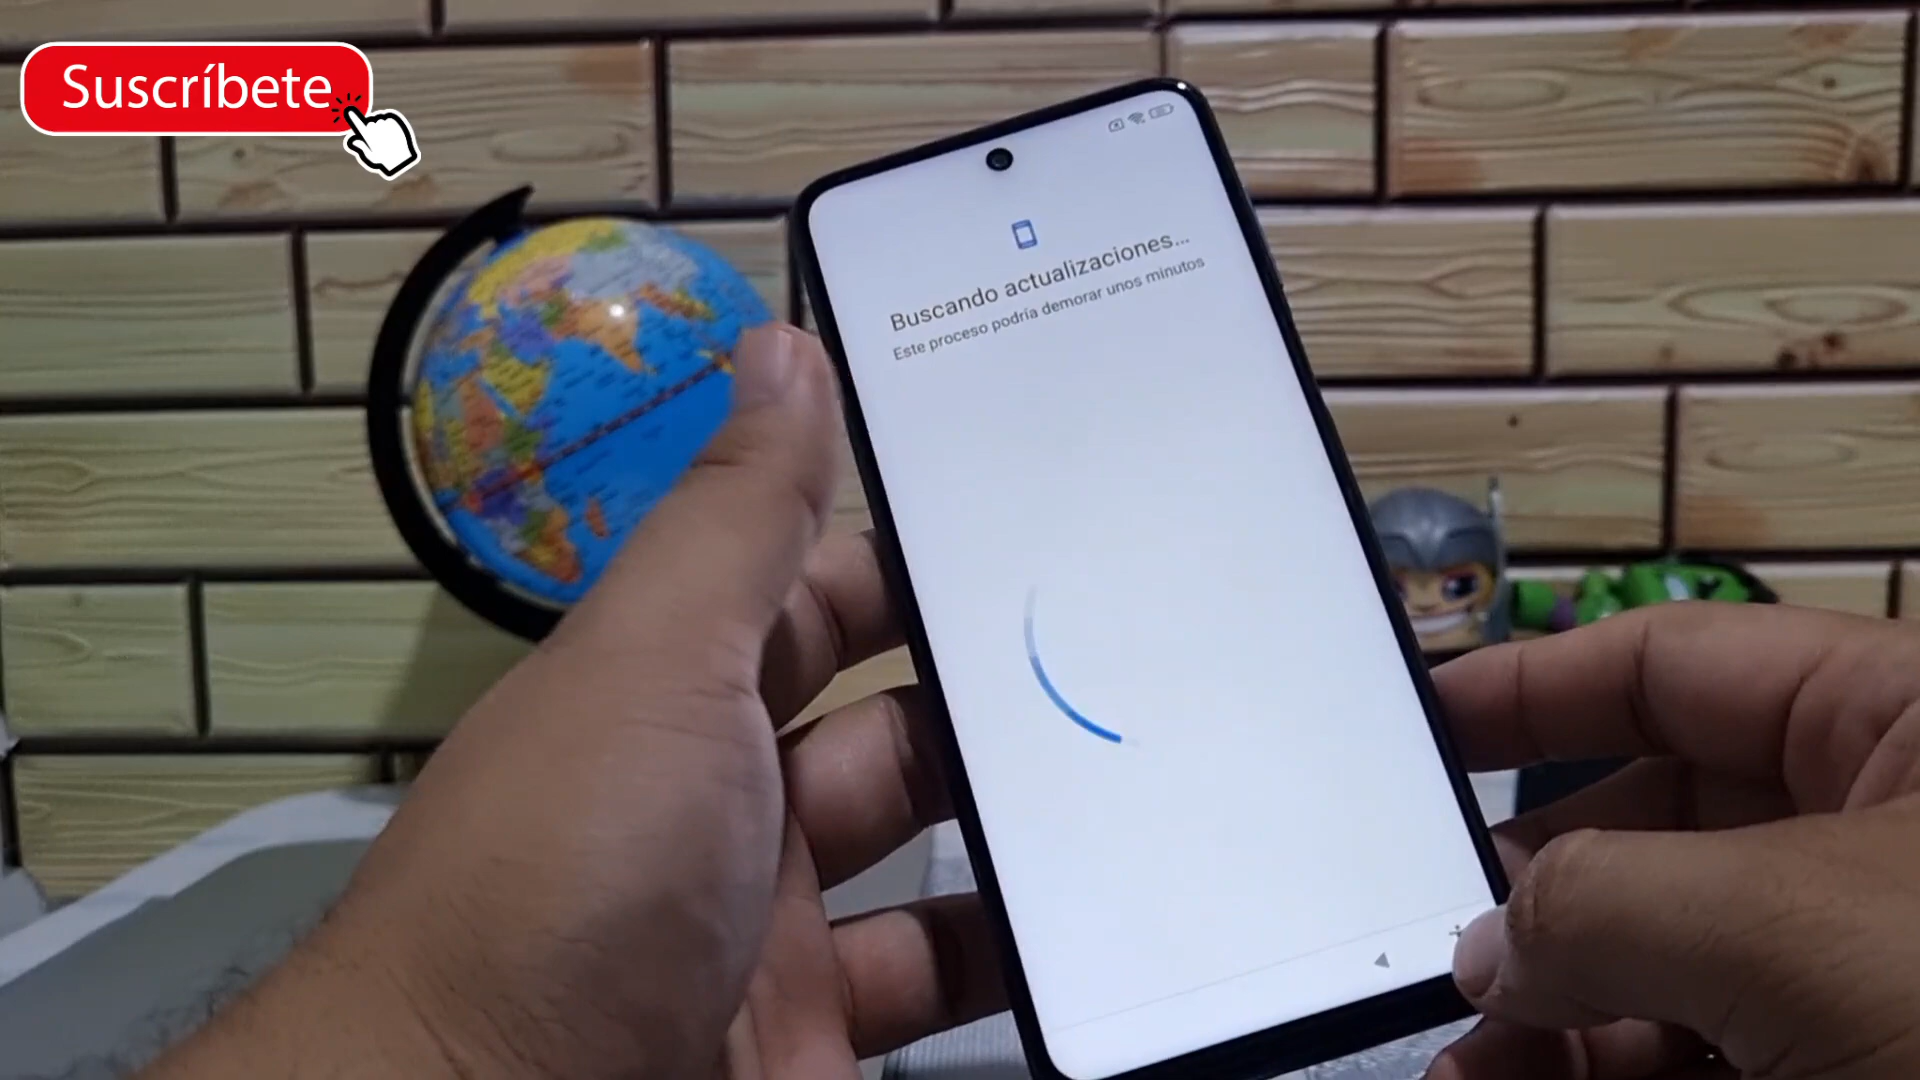 Suscríbete
Buscando actualizaciones...
Este proceso podría demorar unos minutos